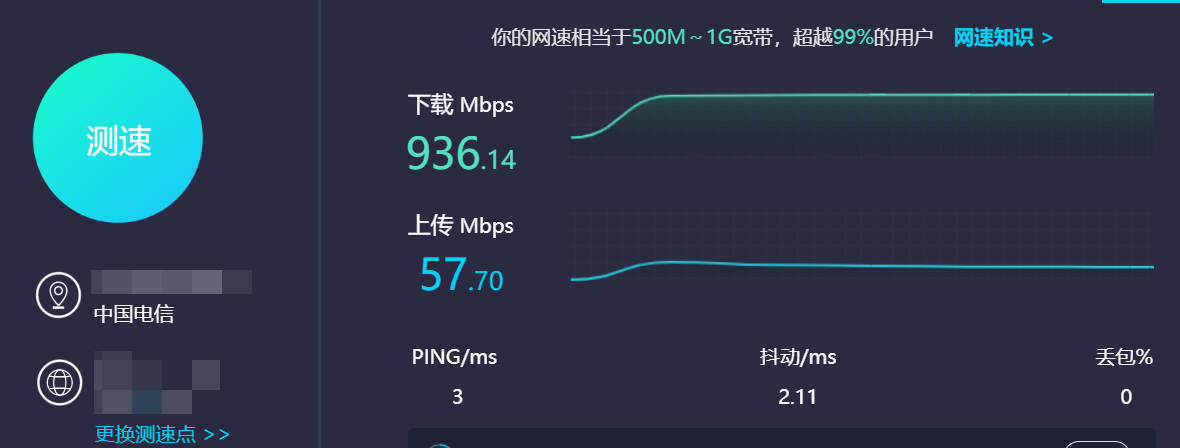 你的网速相当于500M～1G宽带，超越99%的用户 网速知识 >
测速
下载 Mbps
936.14
上传 Mbps
57.70
中国电信
更换测速点 >>
PING/ms 抖动/ms 丢包%
3 2.11 0